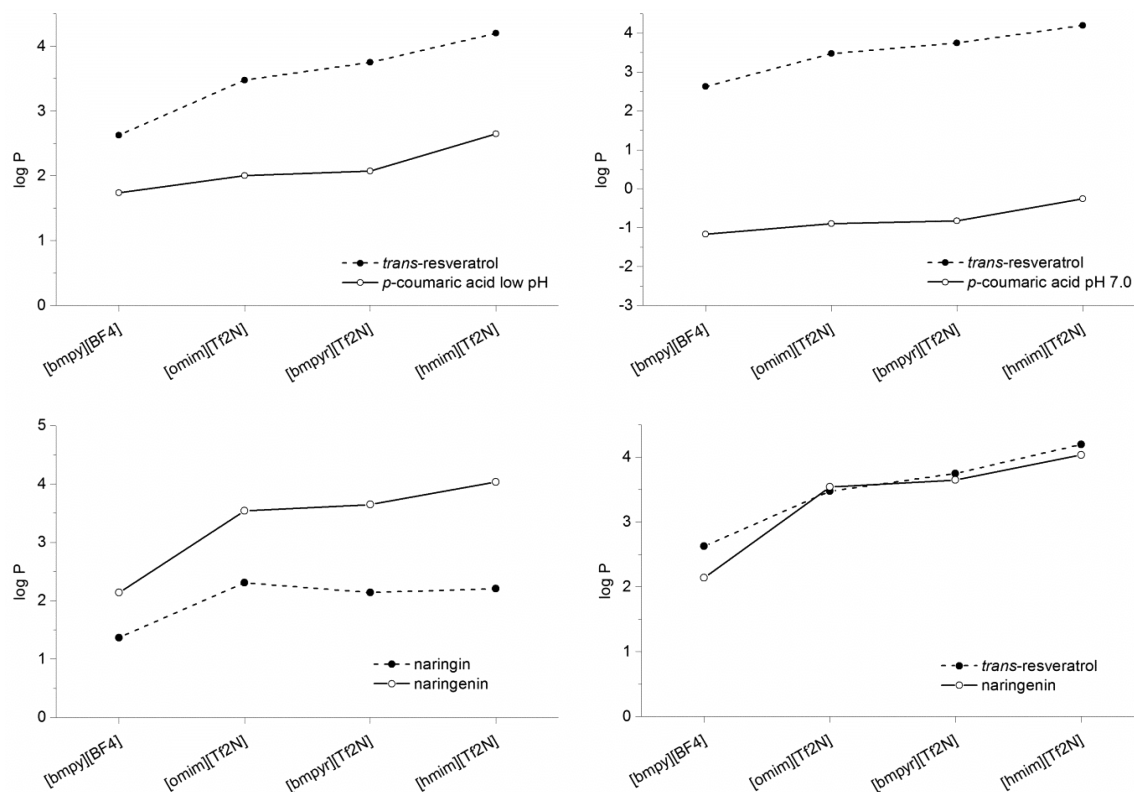 4
3
2
1
0
log P
trans-resveratrol
p-coumaric acid low pH
[bmpy][BF4]
[omim][Tf2N]
[bmpyr][Tf2N]
[hmim][Tf2N]
4
3
2
1
0
-1
-2
-3
log P
trans-resveratrol
p-coumaric acid pH 7.0
[bmpy][BF4]
[omim][Tf2N]
[bmpyr][Tf2N]
[hmim][Tf2N]
5
4
3
2
1
0
log P
naringin
naringenin
[bmpy][BF4]
[omim][Tf2N]
[bmpyr][Tf2N]
[hmim][Tf2N]
4
3
2
1
0
log P
trans-resveratrol
naringenin
[bmpy][BF4]
[omim][Tf2N]
[bmpyr][Tf2N]
[hmim][Tf2N]